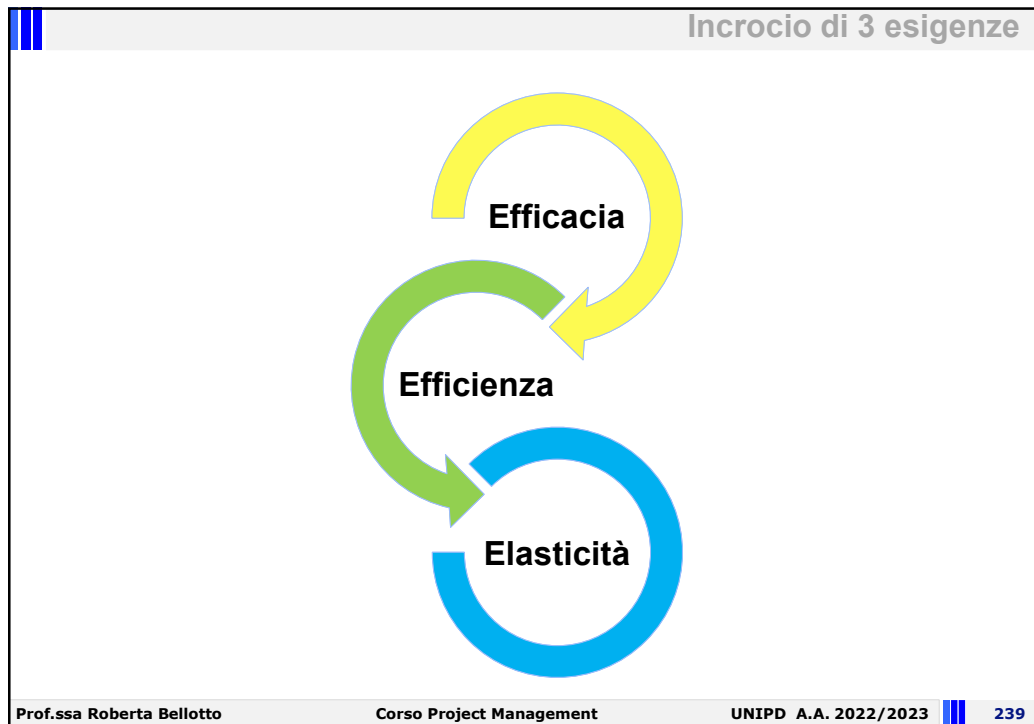 Incrocio di 3 esigenze
Efficacia
Efficienza
Elasticità
Prof.ssa Roberta Bellotto Corso Project Management UNIPD A.A. 2022/2023 239